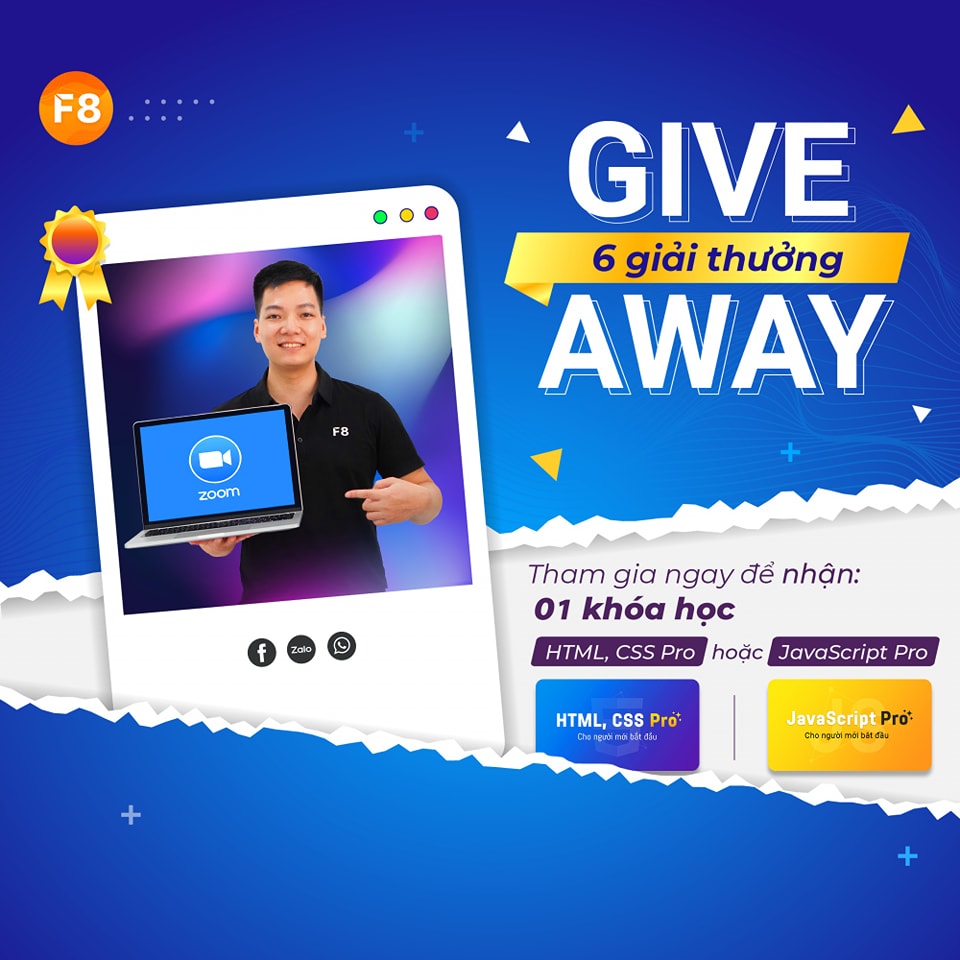 F8
GIVE
6 giải thưởng
AWAY
F8
zoom
Zalo
Tham gia ngay để nhận:
01 khóa học
HTML, CSS Pro hoặc JavaScript Pro
HTML, CSS Pro
Cho người mới bắt đầu
JavaScript Pro
Cho người mới bắt đầu